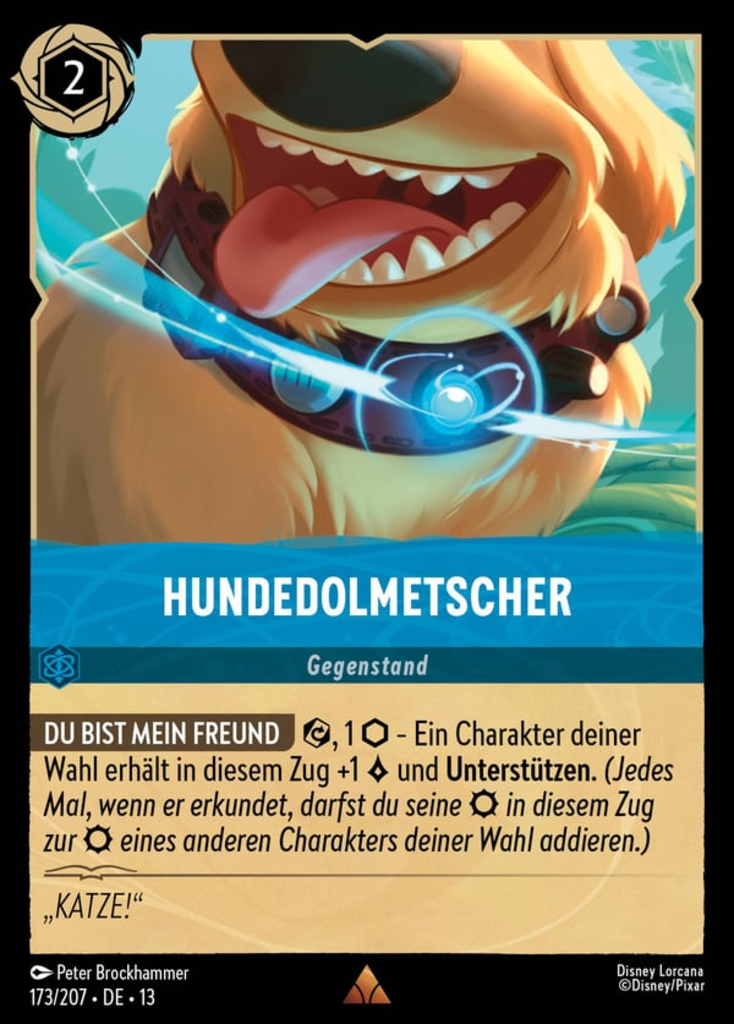 2
HUNDEDOLMETSCHER
Gegenstand
DU BIST MEIN FREUND , 1 - Ein Charakter deiner
Wahl erhält in diesem Zug +1 und Unterstützen. (Jedes
Mal, wenn er erkundet, darfst du seine in diesem Zug
zur eines anderen Charakters deiner Wahl addieren.)
„KATZE!“
Peter Brockhammer
173/207 • DE • 13
Disney Lorcana
©Disney/Pixar